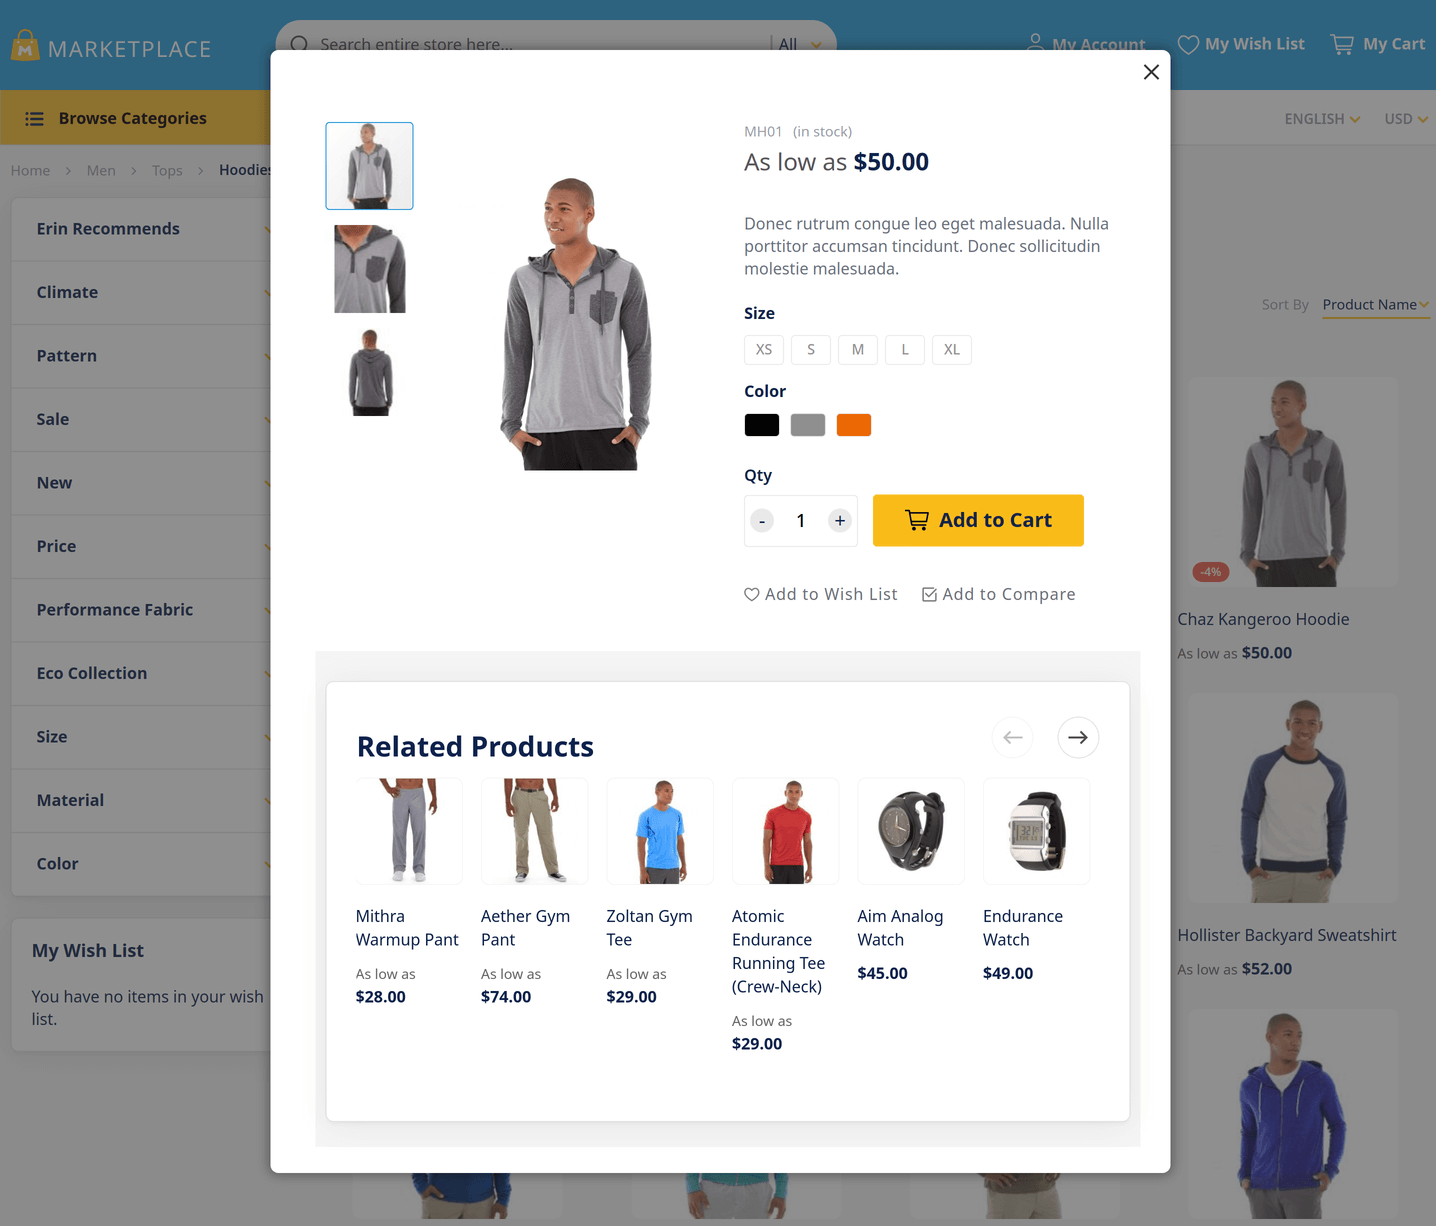 MARKETPLACE
Search entire store here...
All
My Account
My Wish List
My Cart
Browse Categories
ENGLISH
USD
Home > Men > Tops > Hoodies
Erin Recommends
Climate
Pattern
Sale
New
Price
Performance Fabric
Eco Collection
Size
Material
Color
My Wish List
You have no items in your wish
list.
MH01 (in stock)
As low as $50.00
Donec rutrum congue leo eget malesuada. Nulla
porttitor accumsan tincidunt. Donec sollicitudin
molestie malesuada.
Size
XS S M L XL
Color
Qty
- 1 +
Add to Cart
Add to Wish List
Add to Compare
Related Products
Mithra
Warmup Pant
As low as
$28.00
Aether Gym
Pant
As low as
$74.00
Zoltan Gym
Tee
As low as
$29.00
Atomic
Endurance
Running Tee
(Crew-Neck)
As low as
$29.00
Aim Analog
Watch
$45.00
Endurance
Watch
$49.00
Sort By Product Name
-4%
Chaz Kangeroo Hoodie
As low as $50.00
Hollister Backyard Sweatshirt
As low as $52.00